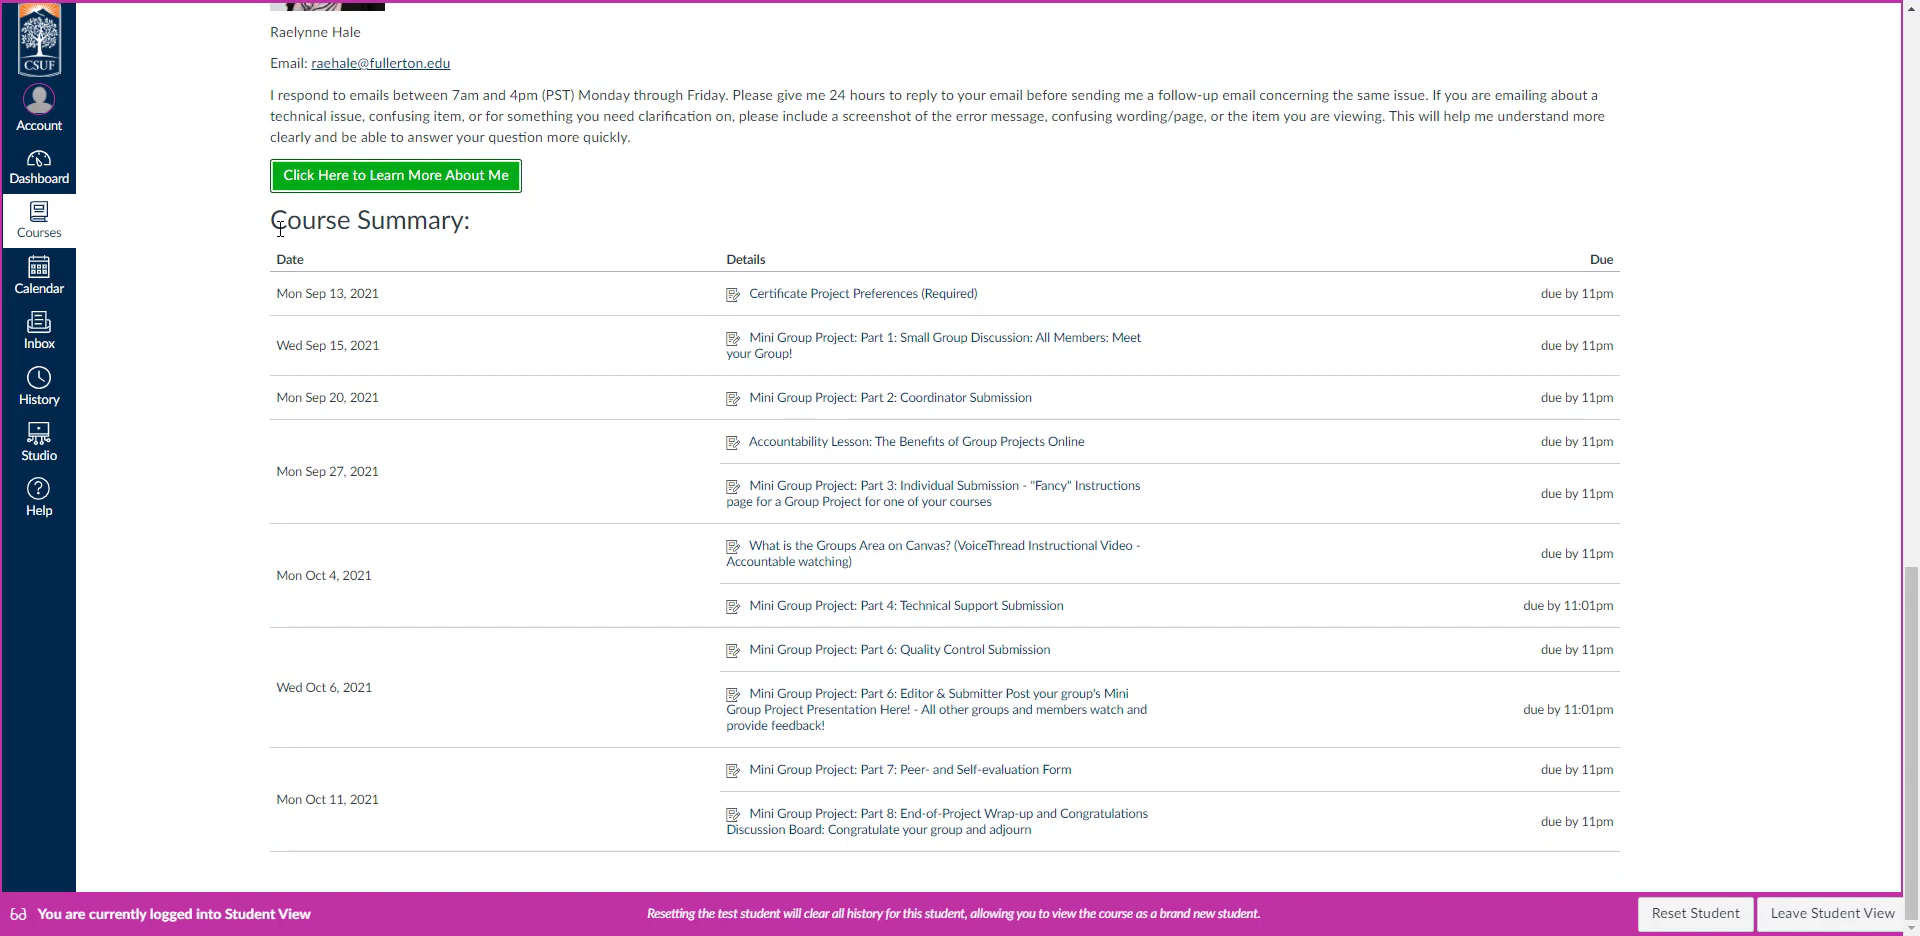 CSUF
Account
Dashboard
Courses
Calendar
Inbox
History
Studio
Help
Raelynne Hale
Email: raehale@fullerton.edu
I respond to emails between 7am and 4pm (PST) Monday through Friday. Please give me 24 hours to reply to your email before sending me a follow-up email concerning the same issue. If you are emailing about a
technical issue, confusing item, or for something you need clarification on, please include a screenshot of the error message, confusing wording/page, or the item you are viewing. This will help me understand more
clearly and be able to answer your question more quickly.
Click Here to Learn More About Me
Course Summary:
Date Details Due
Mon Sep 13, 2021 Certificate Project Preferences (Required) due by 11pm
Wed Sep 15, 2021 Mini Group Project: Part 1: Small Group Discussion: All Members: Meet
your Group! due by 11pm
Mon Sep 20, 2021 Mini Group Project: Part 2: Coordinator Submission due by 11pm
Mon Sep 27, 2021 Accountability Lesson: The Benefits of Group Projects Online due by 11pm
Mini Group Project: Part 3: Individual Submission - "Fancy" Instructions
page for a Group Project for one of your courses due by 11pm
Mon Oct 4, 2021 What is the Groups Area on Canvas? (VoiceThread Instructional Video -
Accountable watching) due by 11pm
Mini Group Project: Part 4: Technical Support Submission due by 11:01pm
Wed Oct 6, 2021 Mini Group Project: Part 6: Quality Control Submission due by 11pm
Mini Group Project: Part 6: Editor & Submitter Post your group's Mini
Group Project Presentation Here! - All other groups and members watch and
provide feedback! due by 11:01pm
Mon Oct 11, 2021 Mini Group Project: Part 7: Peer- and Self-evaluation Form due by 11pm
Mini Group Project: Part 8: End-of-Project Wrap-up and Congratulations
Discussion Board: Congratulate your group and adjourn due by 11pm
You are currently logged into Student View
Resetting the test student will clear all history for this student, allowing you to view the course as a brand new student.
Reset Student
Leave Student View